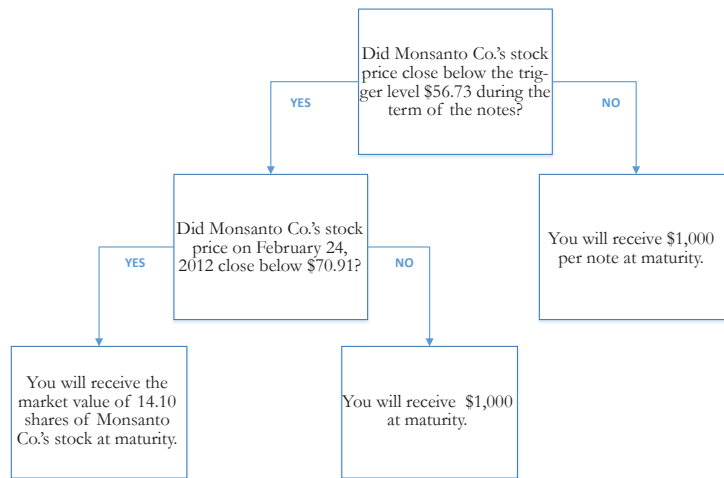 Did Monsanto Co.'s stock
price close below the trig-
ger level $56.73 during the
term of the notes?
YES
NO
Did Monsanto Co.'s stock
price on February 24,
2012 close below $70.91?
You will receive $1,000
per note at maturity.
YES
NO
You will receive the
market value of 14.10
shares of Monsanto
Co.'s stock at maturity.
You will receive $1,000
at maturity.